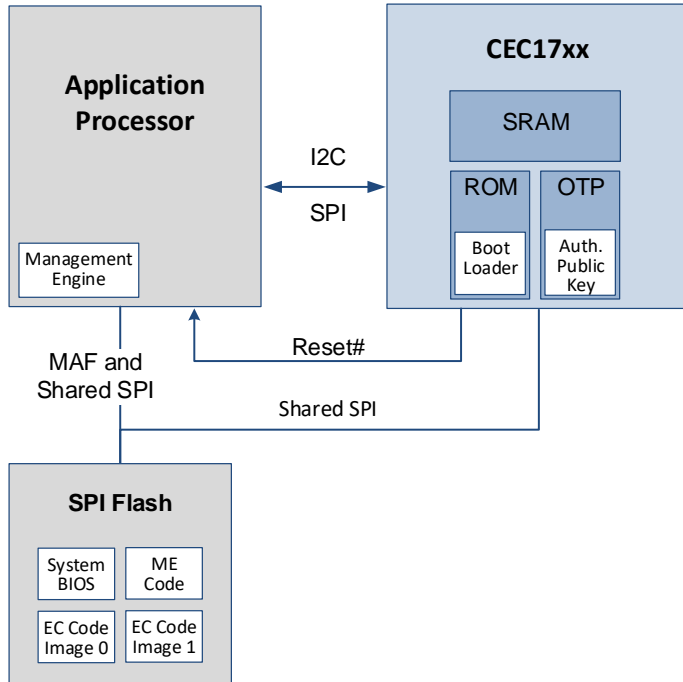 Application
Processor
Management
Engine
I2C
SPI
CEC17xx
SRAM
ROM
Boot
Loader
OTP
Auth.
Public
Key
Reset#
MAF and
Shared SPI
Shared SPI
SPI Flash
System
BIOS
ME
Code
EC Code
Image 0
EC Code
Image 1